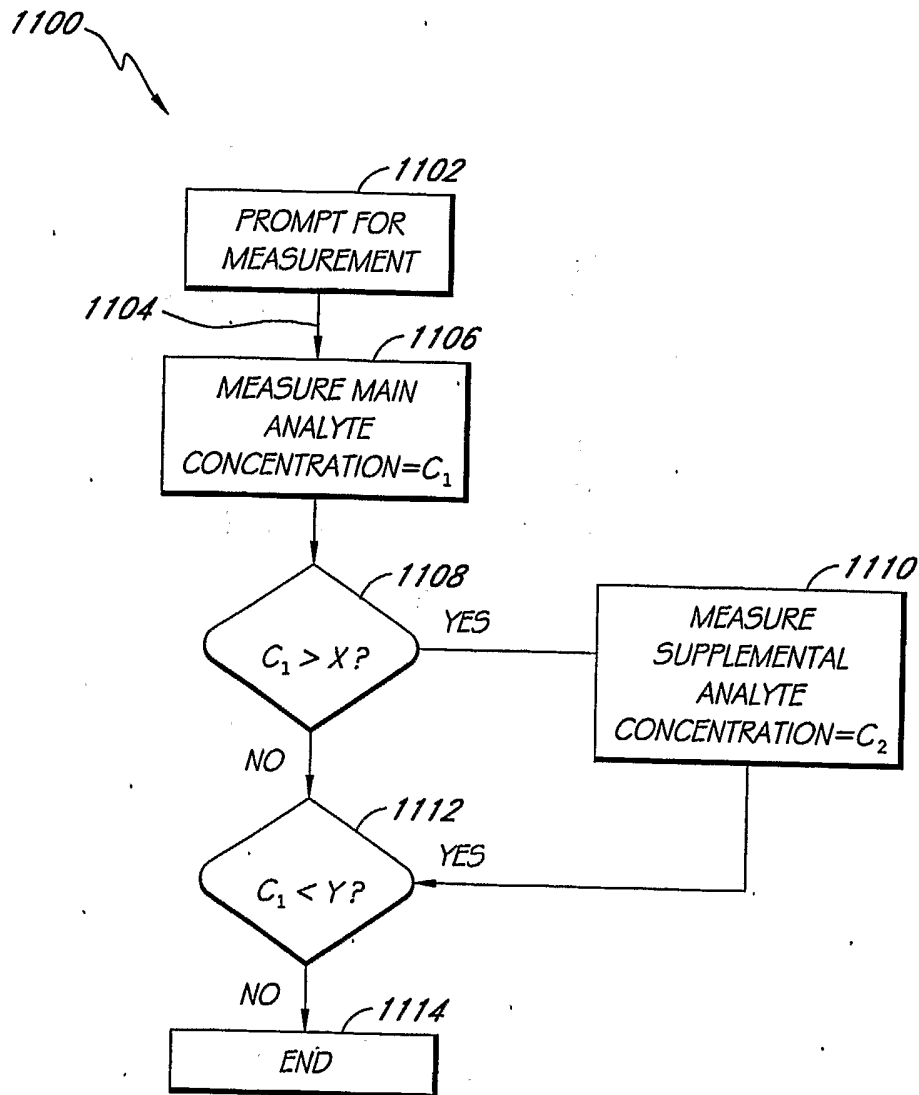 1100
1102
PROMPT FOR
MEASUREMENT
1104
1106
MEASURE MAIN
ANALYTE
CONCENTRATION=C₁
1108
C₁ > X?
YES
NO
1110
MEASURE
SUPPLEMENTAL
ANALYTE
CONCENTRATION=C₂
1112
C₁ < Y?
YES
NO
1114
END